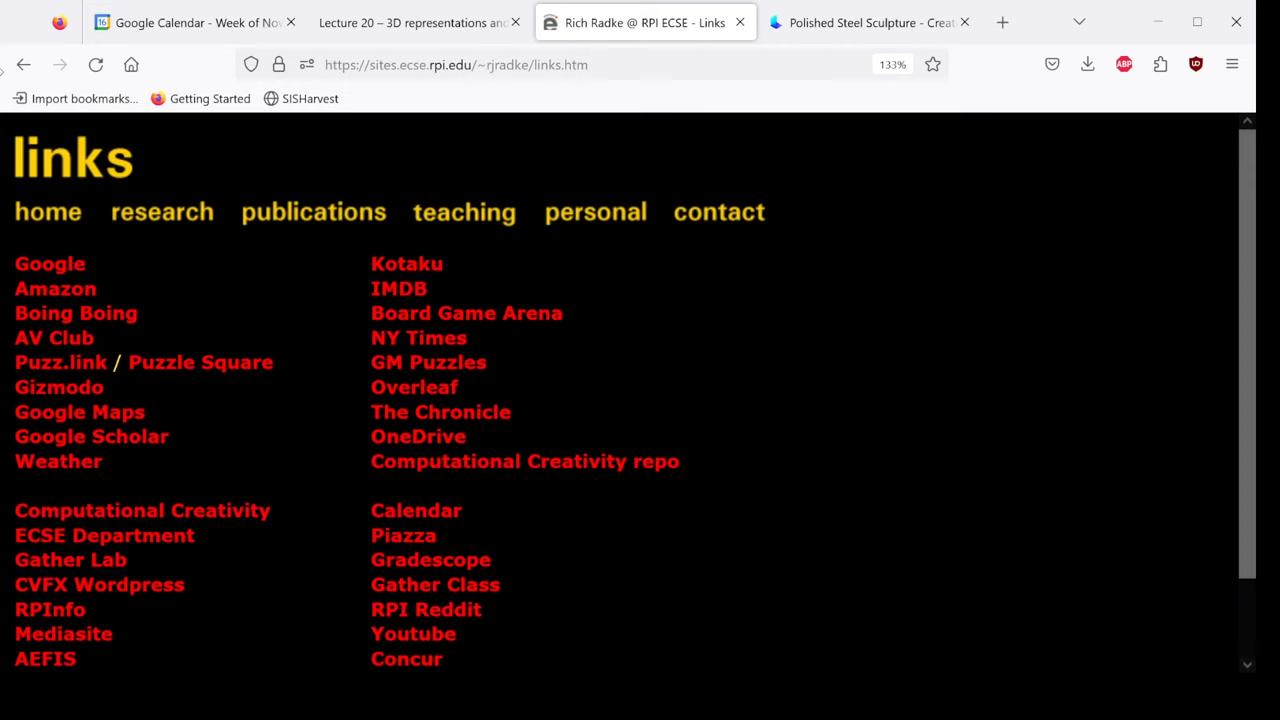 Google Calendar - Week of Nov
Lecture 20 – 3D representations and
Rich Radke @ RPI ECSE - Links
Polished Steel Sculpture - Creat
https://sites.ecse.rpi.edu/~rjradke/links.htm
133%
ABP
Import bookmarks...
Getting Started
SISHarvest
links
home research publications teaching personal contact
Google
Amazon
Boing Boing
AV Club
Puzz.link / Puzzle Square
Gizmodo
Google Maps
Google Scholar
Weather
Kotaku
IMDB
Board Game Arena
NY Times
GM Puzzles
Overleaf
The Chronicle
OneDrive
Computational Creativity repo
Computational Creativity
ECSE Department
Gather Lab
CVFX Wordpress
RPInfo
Mediasite
AEFIS
Calendar
Piazza
Gradescope
Gather Class
RPI Reddit
Youtube
Concur